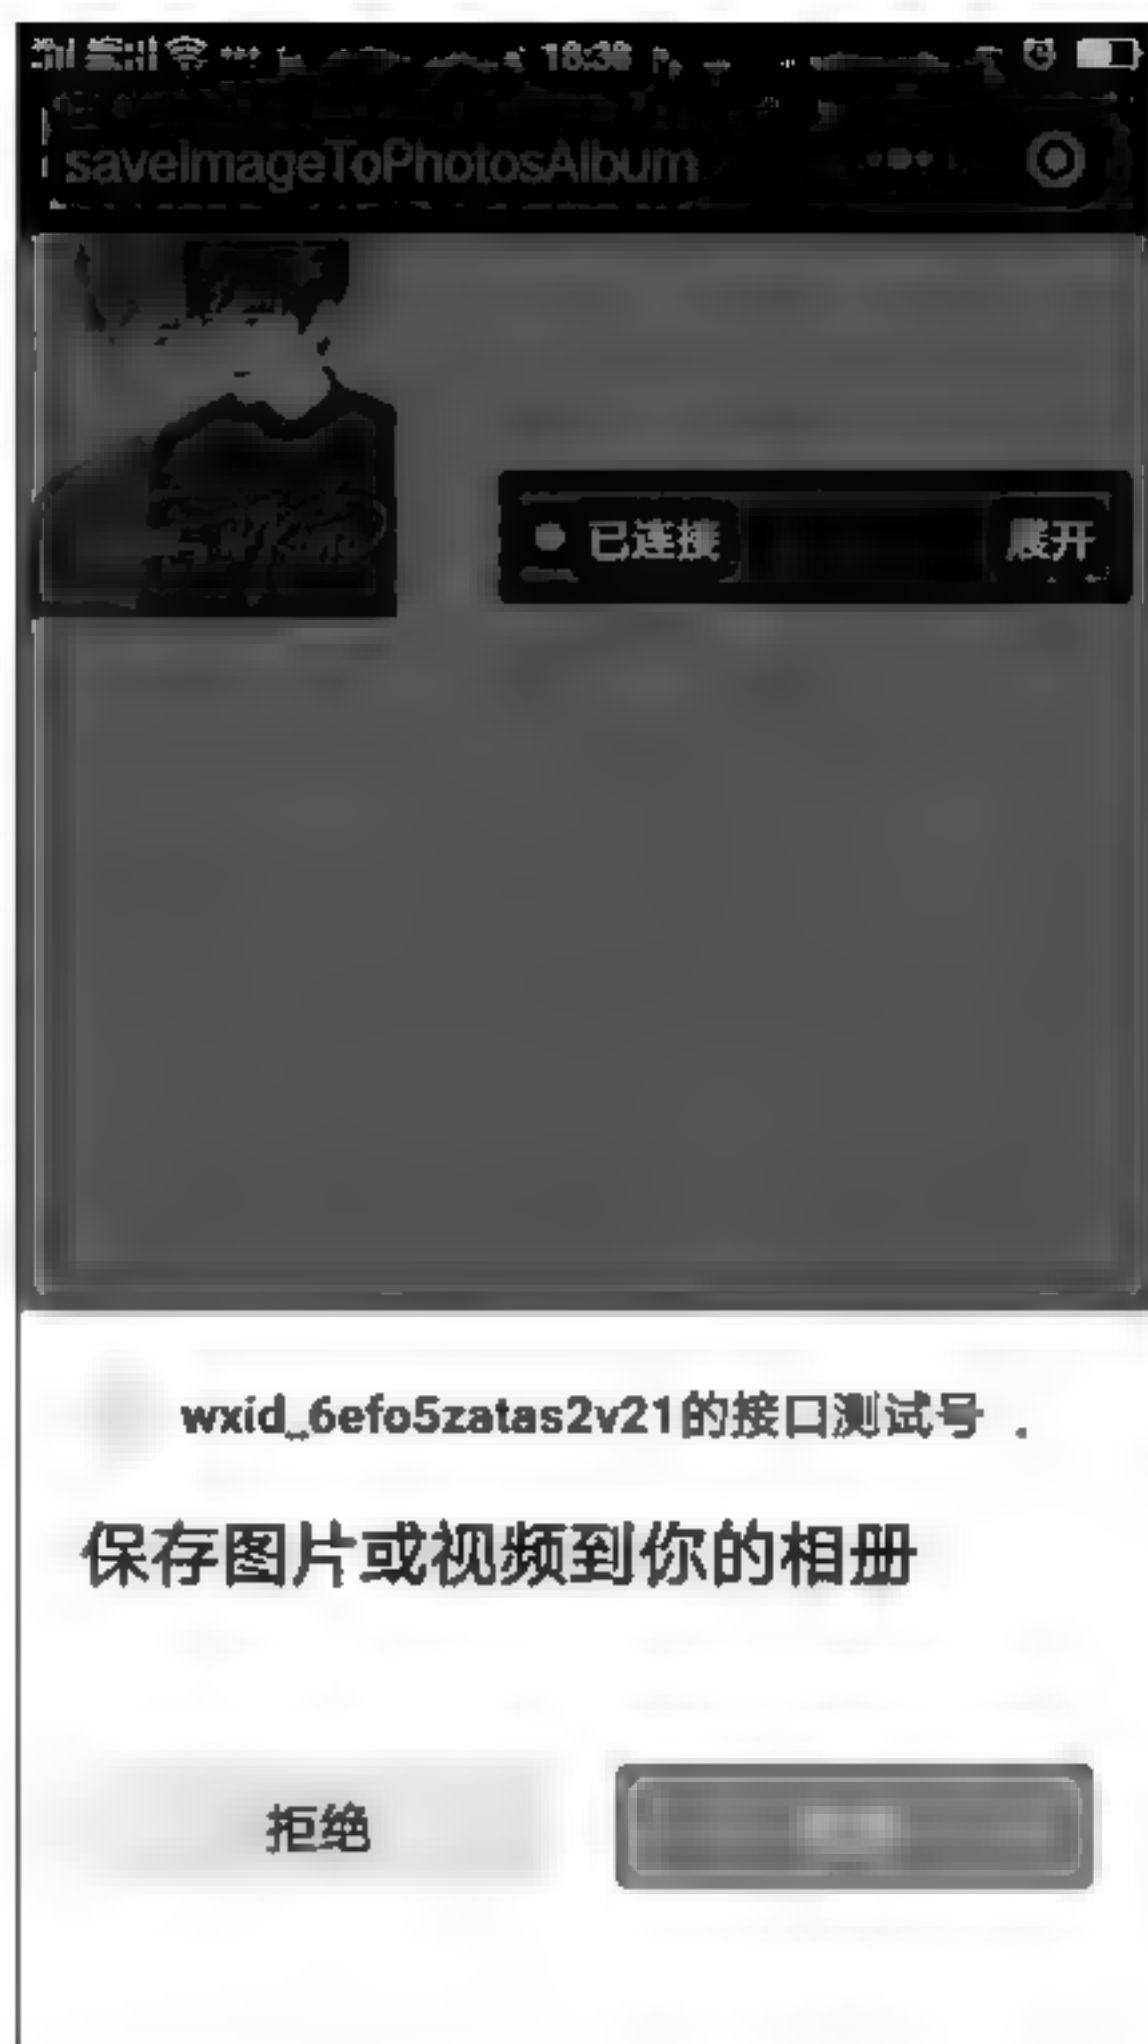 18:38
saveImageToPhotosAlbum
已连接 展开
wxid_6efo5zatas2v21的接口测试号 .
保存图片或视频到你的相册
拒绝